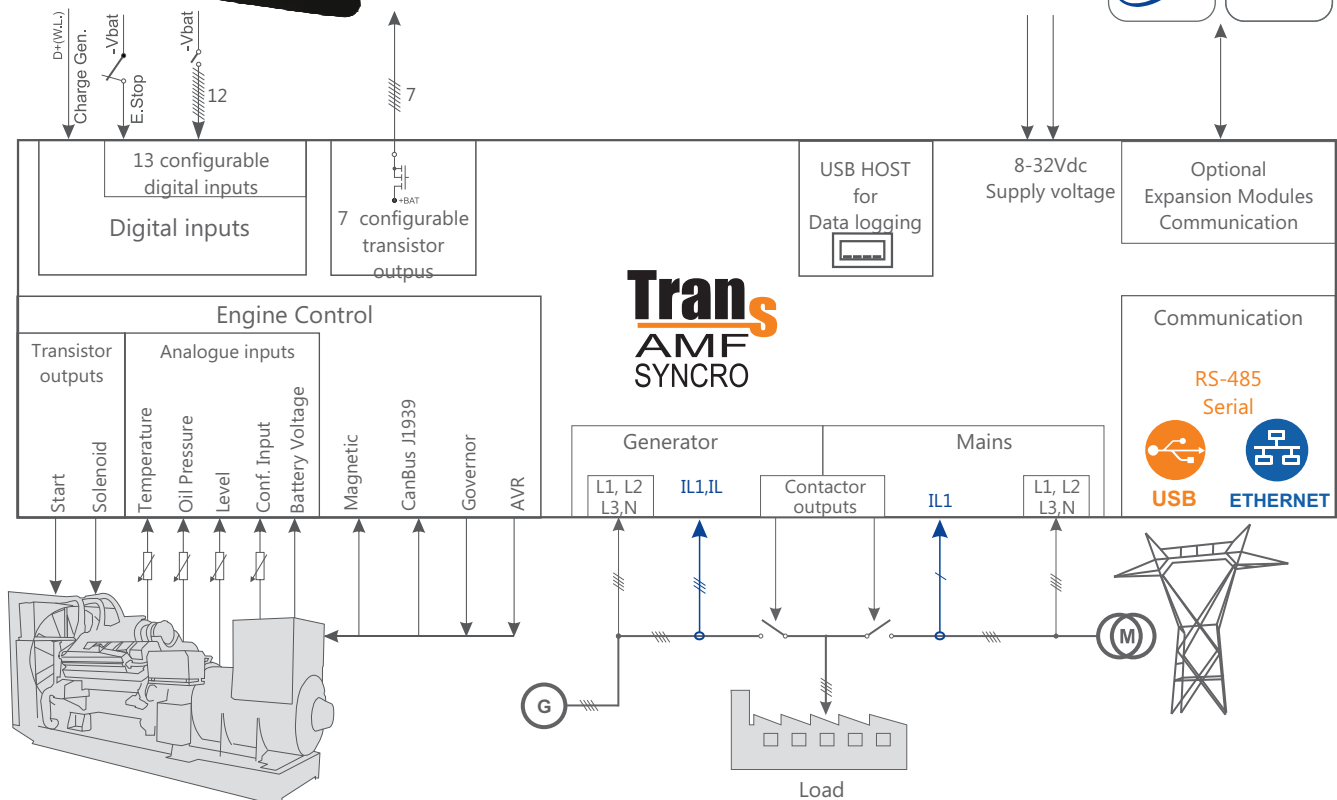 D+(W.L.)
Charge Gen.
-Vbat
E.Stop
-Vbat
12
7
13 configurable
digital inputs
Digital inputs
+BAT
7 configurable
transistor
outpus
USB HOST
for
Data logging
8-32Vdc
Supply voltage
Optional
Expansion Modules
Communication
Trans
AMF
SYNCRO
Engine Control
Transistor
outputs
Analogue inputs
Start
Solenoid
Temperature
Oil Pressure
Level
Conf. Input
Battery Voltage
Magnetic
CanBus J1939
Governor
AVR
Generator
Mains
L1, L2
L3,N
IL1,IL
Contactor
outputs
IL1
L1, L2
L3,N
Communication
RS-485
Serial
USB
ETHERNET
G
M
Load